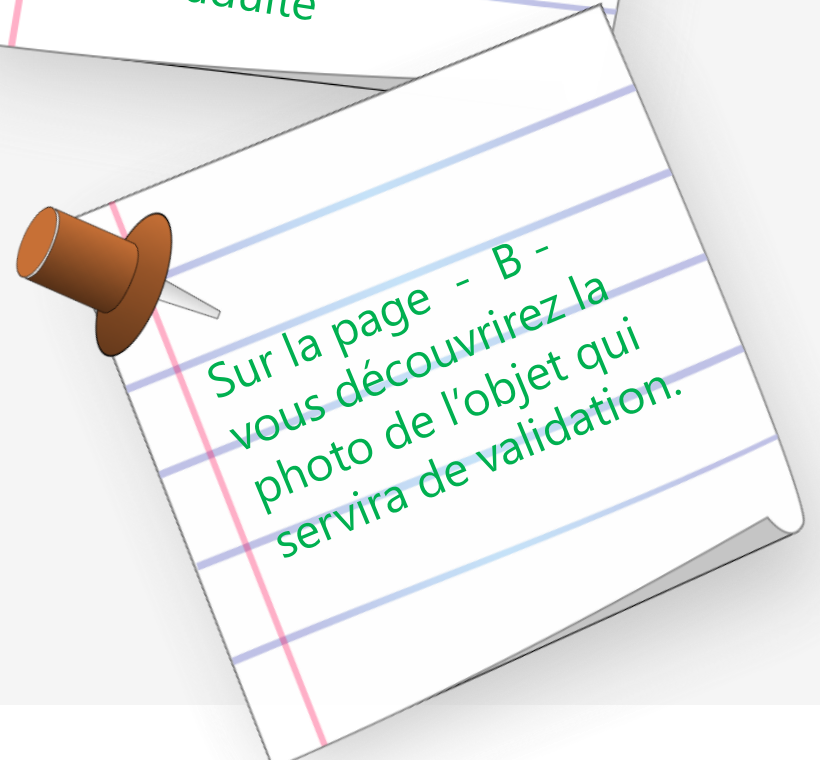 Sur la page - B -
vous découvrirez la
photo de l'objet qui
servira de validation.